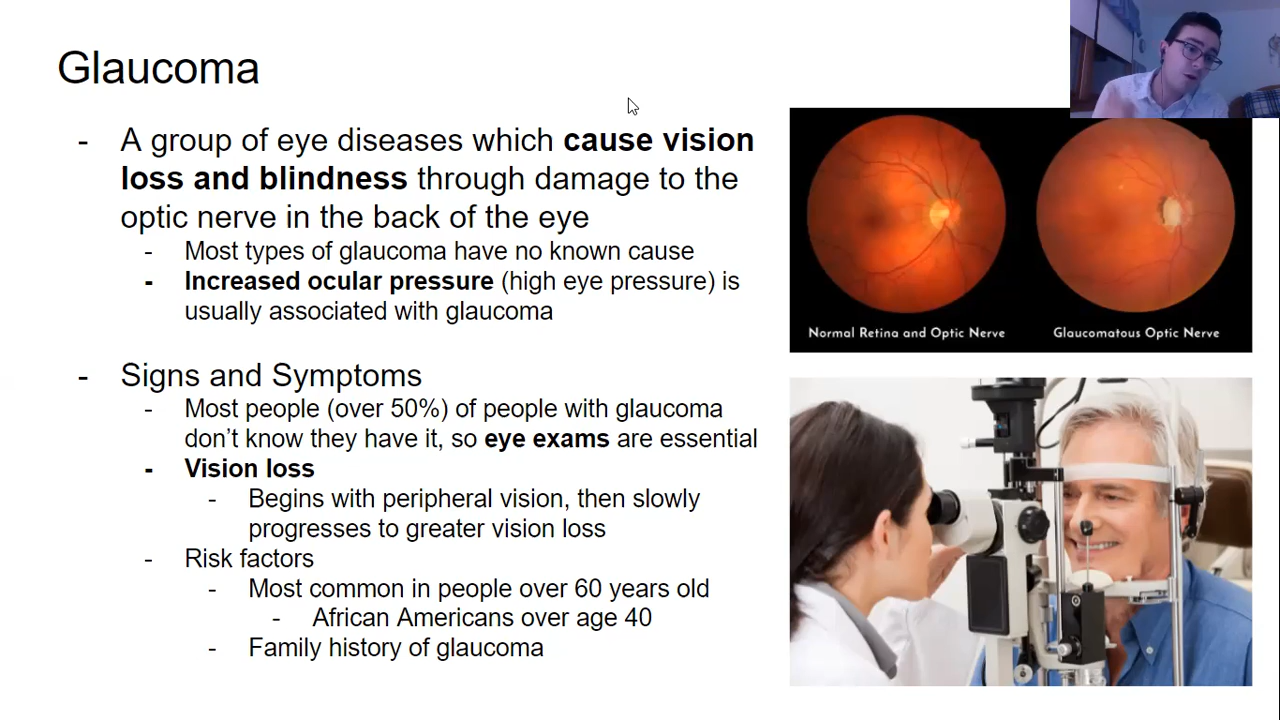 Glaucoma
- A group of eye diseases which cause vision
loss and blindness through damage to the
optic nerve in the back of the eye
- Most types of glaucoma have no known cause
- Increased ocular pressure (high eye pressure) is
usually associated with glaucoma
- Signs and Symptoms
- Most people (over 50%) of people with glaucoma
don't know they have it, so eye exams are essential
- Vision loss
- Begins with peripheral vision, then slowly
progresses to greater vision loss
- Risk factors
- Most common in people over 60 years old
- African Americans over age 40
- Family history of glaucoma
Normal Retina and Optic Nerve
Glaucomatous Optic Nerve